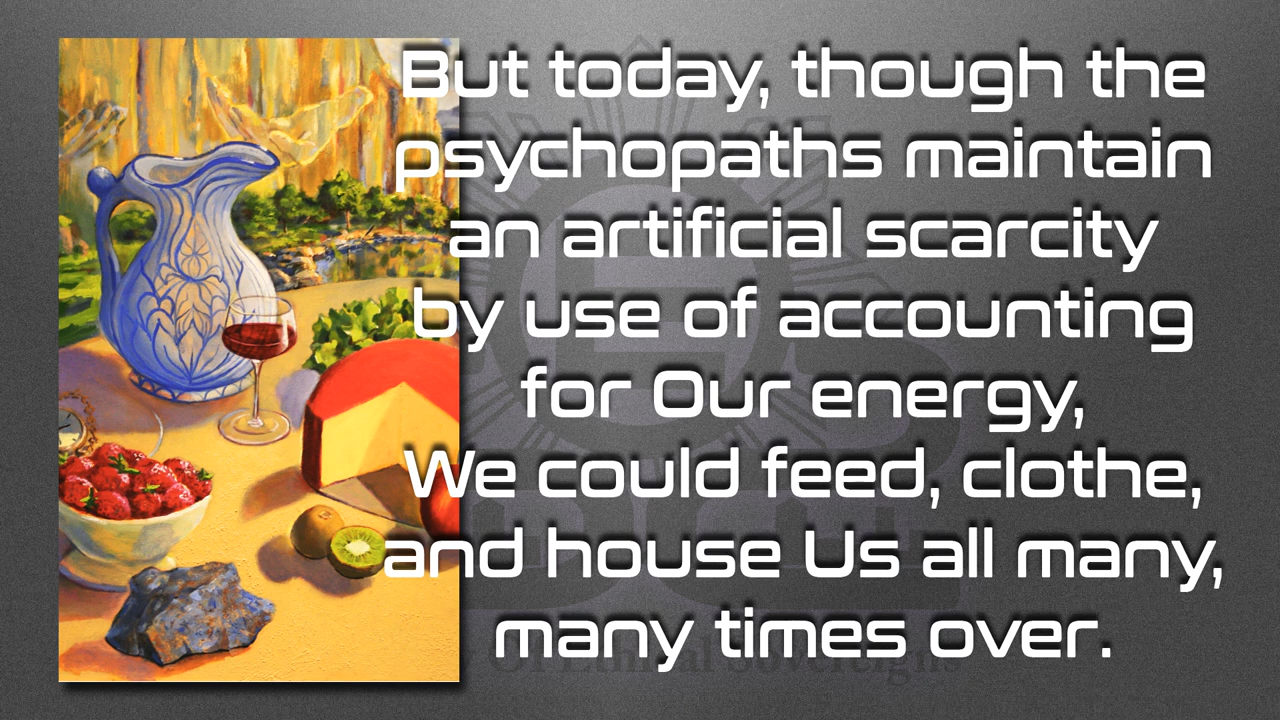 But today, though the
psychopaths maintain
an artificial scarcity
by use of accounting
for Our energy,
We could feed, clothe,
and house Us all many,
many times over.